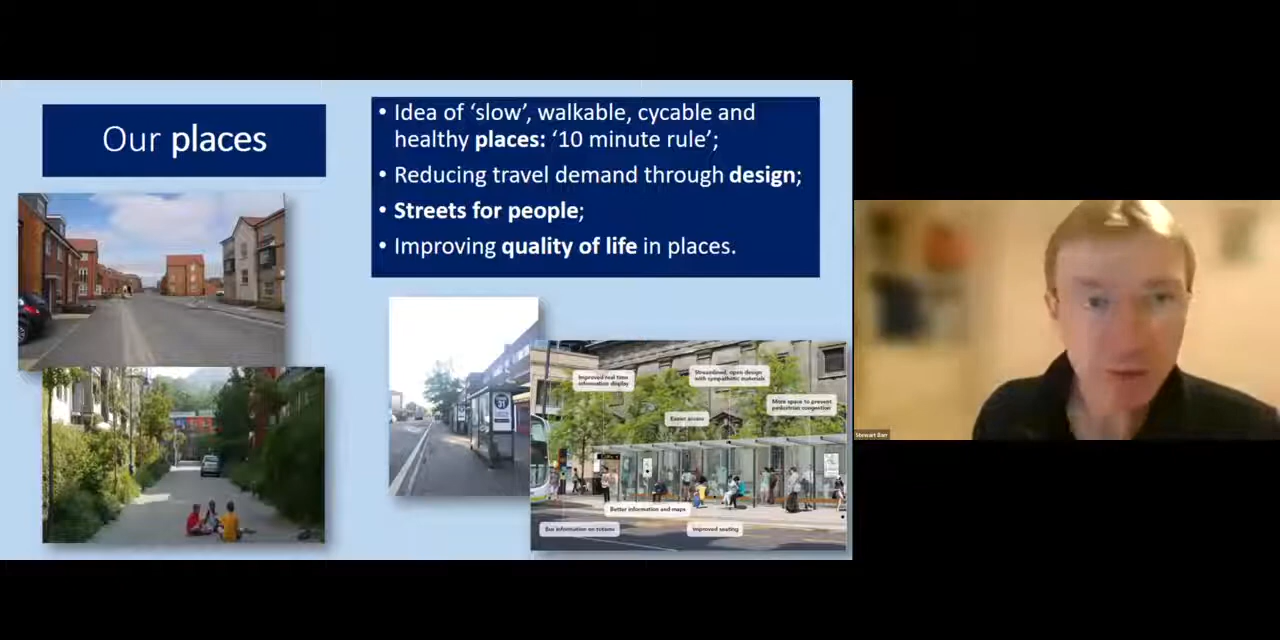 Our places
• Idea of ‘slow’, walkable, cycable and
healthy places: ‘10 minute rule’;
• Reducing travel demand through design;
• Streets for people;
• Improving quality of life in places.
Improved real time
information display
Streamlined, open design
with sympathetic materials
More space to prevent
pedestrian congestion
Easier access
Better information and maps
Bus information on totems
Improved seating
Stewart Barr